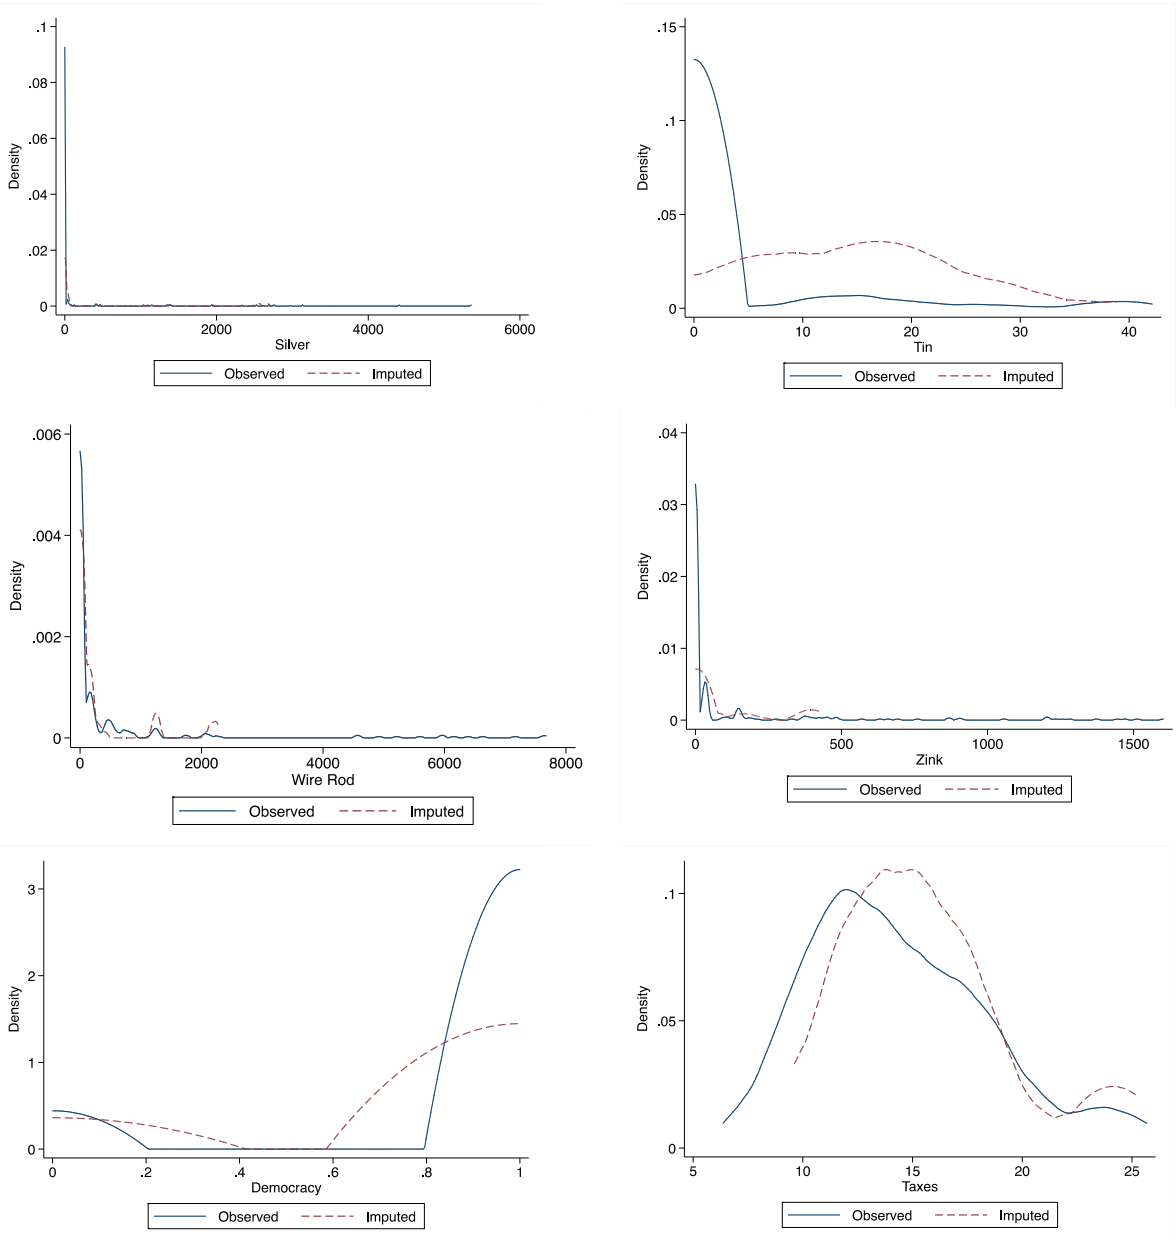 .1
.08
.06
.04
.02
0
Density
0 2000 4000 6000
Silver
Observed Imputed
.15
.1
.05
0
Density
0 10 20 30 40
Tin
Observed Imputed
.006
.004
.002
0
Density
0 2000 4000 6000 8000
Wire Rod
Observed Imputed
.04
.03
.02
.01
0
Density
0 500 1000 1500
Zink
Observed Imputed
3
2
1
0
Density
0 .2 .4 .6 .8 1
Democracy
Observed Imputed
.1
.05
0
Density
5 10 15 20 25
Taxes
Observed Imputed